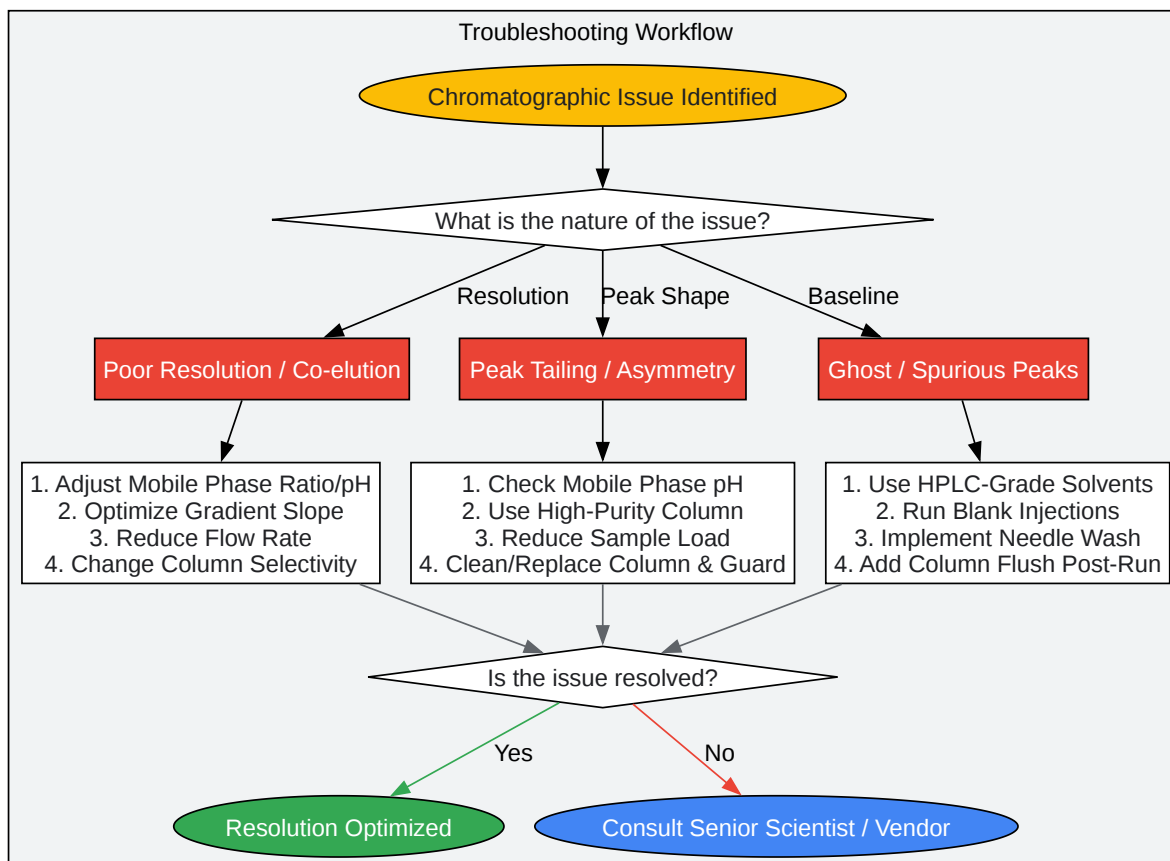 Troubleshooting Workflow
Chromatographic Issue Identified
What is the nature of the issue?
Resolution
Peak Shape
Baseline
Poor Resolution / Co-elution
Peak Tailing / Asymmetry
Ghost / Spurious Peaks
1. Adjust Mobile Phase Ratio/pH
2. Optimize Gradient Slope
3. Reduce Flow Rate
4. Change Column Selectivity
1. Check Mobile Phase pH
2. Use High-Purity Column
3. Reduce Sample Load
4. Clean/Replace Column & Guard
1. Use HPLC-Grade Solvents
2. Run Blank Injections
3. Implement Needle Wash
4. Add Column Flush Post-Run
Is the issue resolved?
Yes
No
Resolution Optimized
Consult Senior Scientist / Vendor